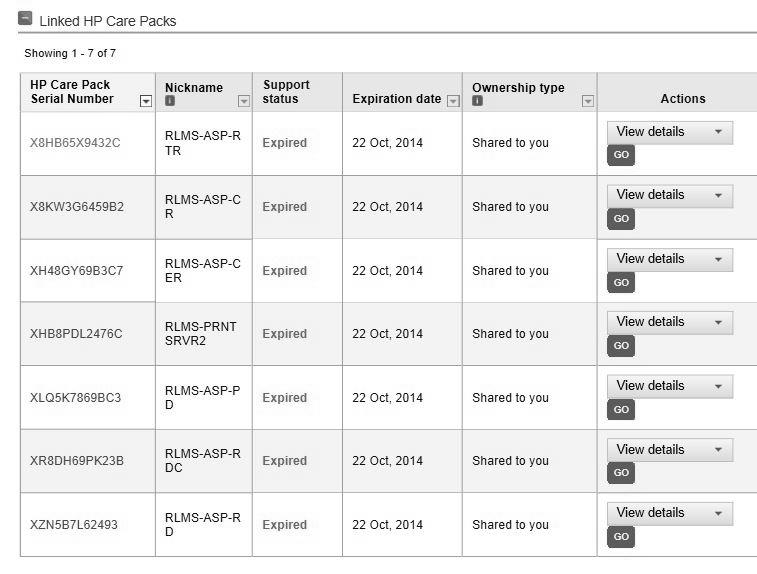 Linked HP Care Packs
Showing 1 - 7 of 7
HP Care Pack
Serial Number
Nickname
Support
status
Expiration date
Ownership type
Actions
X8HB65X9432C
RLMS-ASP-R
TR
Expired
22 Oct, 2014
Shared to you
View details
GO
X8KW3G6459B2
RLMS-ASP-C
R
Expired
22 Oct, 2014
Shared to you
View details
GO
XH48GY69B3C7
RLMS-ASP-C
ER
Expired
22 Oct, 2014
Shared to you
View details
GO
XHB8PDL2476C
RLMS-PRNT
SRVR2
Expired
22 Oct, 2014
Shared to you
View details
GO
XLQ5K7869BC3
RLMS-ASP-P
D
Expired
22 Oct, 2014
Shared to you
View details
GO
XR8DH69PK23B
RLMS-ASP-R
DC
Expired
22 Oct, 2014
Shared to you
View details
GO
XZN5B7L62493
RLMS-ASP-R
D
Expired
22 Oct, 2014
Shared to you
View details
GO